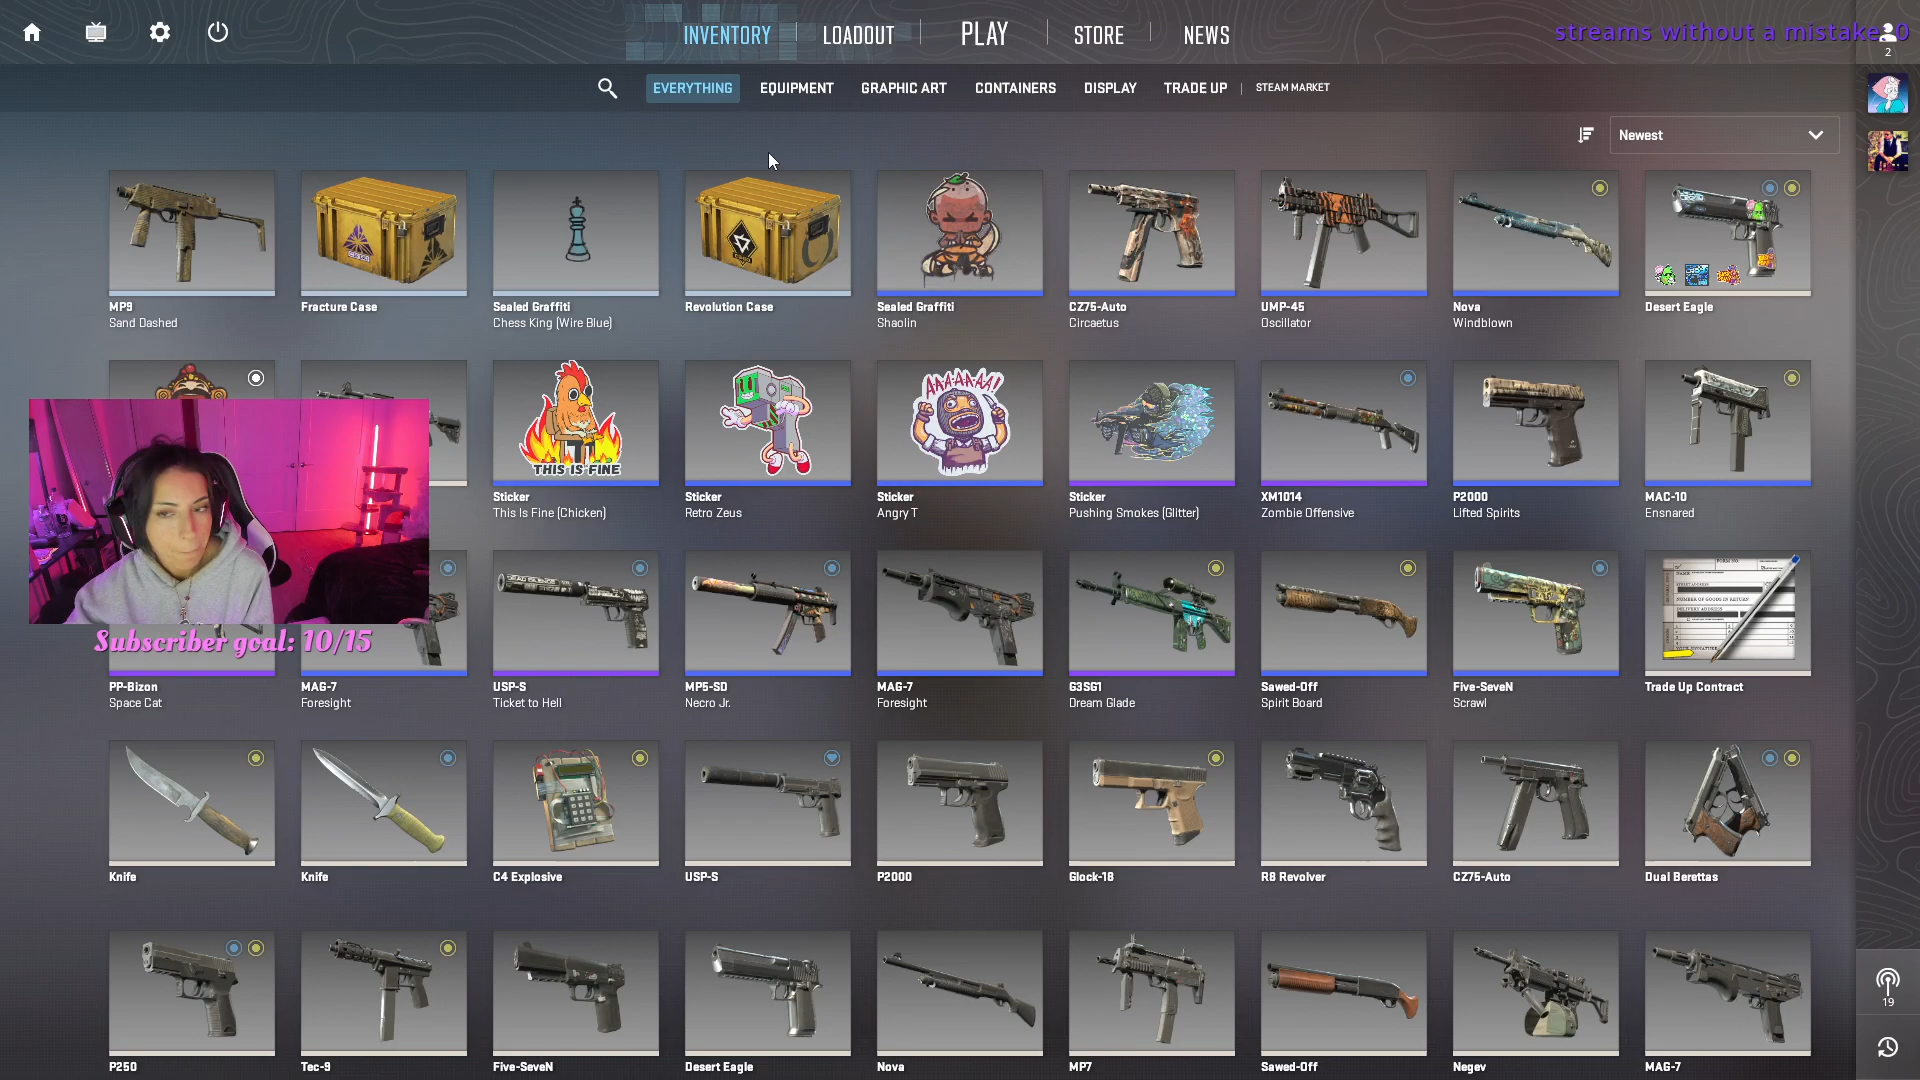 INVENTORY
LOADOUT
PLAY
STORE
NEWS
streams without a mistake: 0
2
EVERYTHING
EQUIPMENT
GRAPHIC ART
CONTAINERS
DISPLAY
TRADE UP
STEAM MARKET
Newest
MP9
Sand Dashed
Fracture Case
Sealed Graffiti
Chess King (Wire Blue)
Revolution Case
Sealed Graffiti
Shaolin
CZ75-Auto
Circaetus
UMP-45
Oscillator
Nova
Windblown
Desert Eagle
THIS IS FINE
AAA-A-A-A!
Sticker
This Is Fine (Chicken)
Sticker
Retro Zeus
Sticker
Angry T
Sticker
Pushing Smokes (Glitter)
XM1014
Zombie Offensive
P2000
Lifted Spirits
MAC-10
Ensnared
Subscriber goal: 10/15
PP-Bizon
Space Cat
MAG-7
Foresight
USP-S
Ticket to Hell
MP5-SD
Necro Jr.
MAG-7
Foresight
G3SG1
Dream Glade
Sawed-Off
Spirit Board
Five-SeveN
Scrawl
Trade Up Contract
Knife
Knife
C4 Explosive
USP-S
P2000
Glock-18
R8 Revolver
CZ75-Auto
Dual Berettas
P250
Tec-9
Five-SeveN
Desert Eagle
Nova
MP7
Sawed-Off
Negev
MAG-7
19